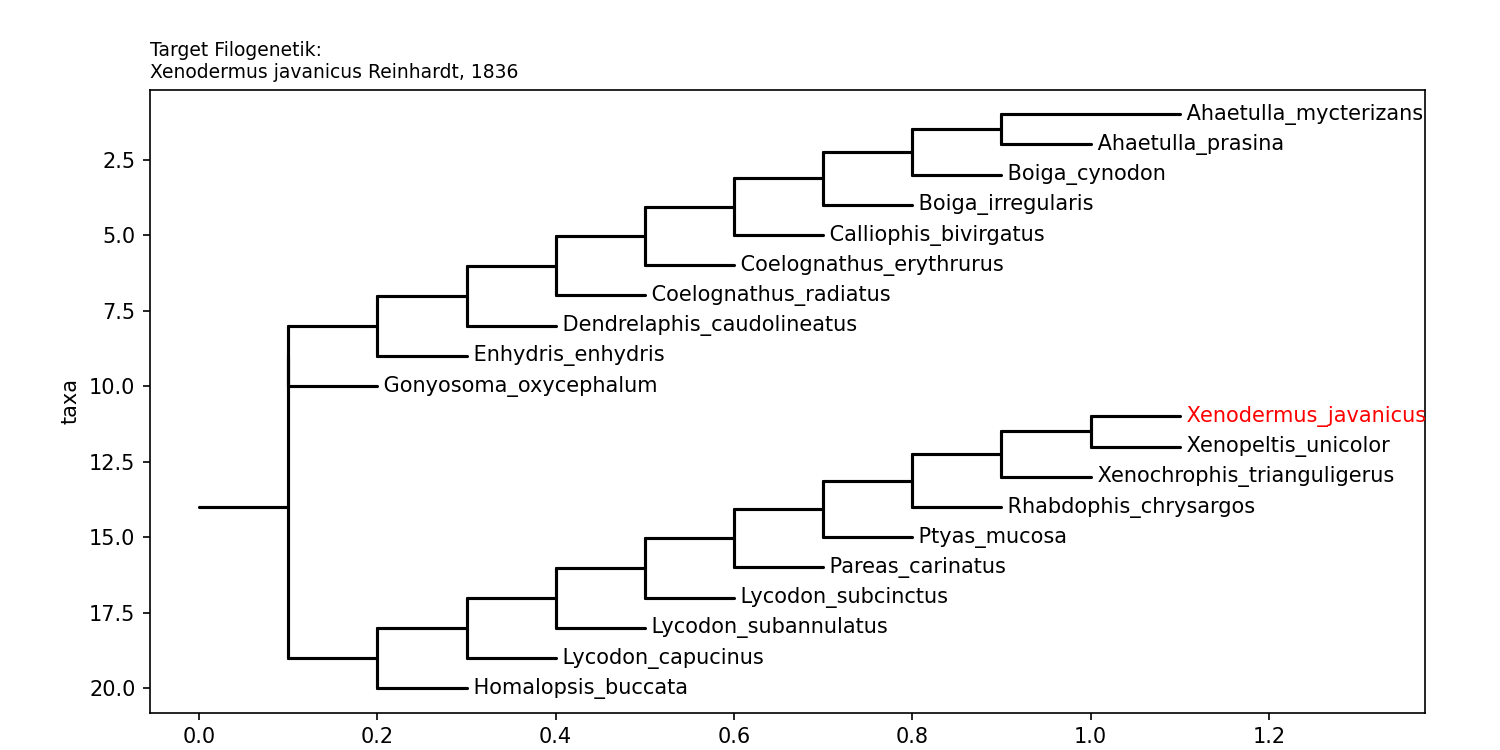 Target Filogenetik:
Xenodermus javanicus Reinhardt, 1836
Ahaetulla_mycterizans
Ahaetulla_prasina
2.5
Boiga_cynodon
Boiga_irregularis
5.0
Calliophis_bivirgatus
Coelognathus_erythrurus
Coelognathus_radiatus
7.5
Dendrelaphis_caudolineatus
Enhydris_enhydris
taxa
10.0
Gonyosoma_oxycephalum
Xenodermus_javanicus
Xenopeltis_unicolor
12.5
Xenochrophis_trianguligerus
Rhabdophis_chrysargos
15.0
Ptyas_mucosa
Pareas_carinatus
Lycodon_subcinctus
17.5
Lycodon_subannulatus
Lycodon_capucinus
20.0
Homalopsis_buccata
0.0 0.2 0.4 0.6 0.8 1.0 1.2